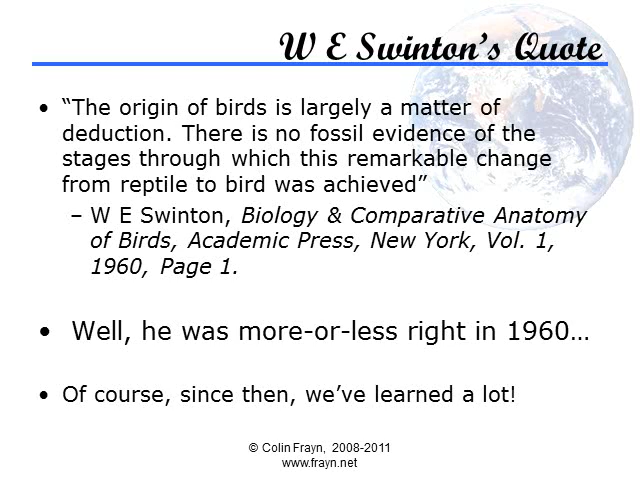 W E Swinton's Quote
• “The origin of birds is largely a matter of
deduction. There is no fossil evidence of the
stages through which this remarkable change
from reptile to bird was achieved”
– W E Swinton, Biology & Comparative Anatomy
of Birds, Academic Press, New York, Vol. 1,
1960, Page 1.
• Well, he was more-or-less right in 1960…
• Of course, since then, we’ve learned a lot!
© Colin Frayn, 2008-2011
www.frayn.net